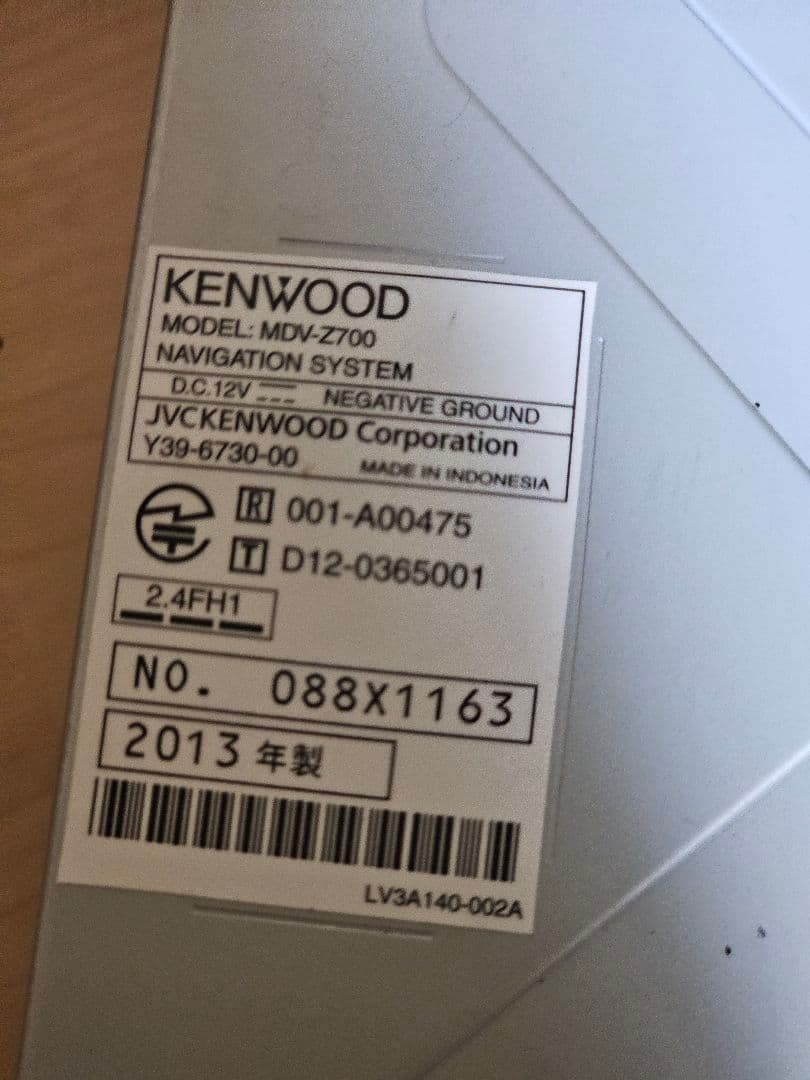 KENWOOD
MODEL: MDV-Z700
NAVIGATION SYSTEM
D.C.12V NEGATIVE GROUND
JVCKENWOOD Corporation
Y39-6730-00 MADE IN INDONESIA
R 001-A00475
T D12-0365001
2.4FH1
NO. 088X1163
2013 年製
LV3A140-002A